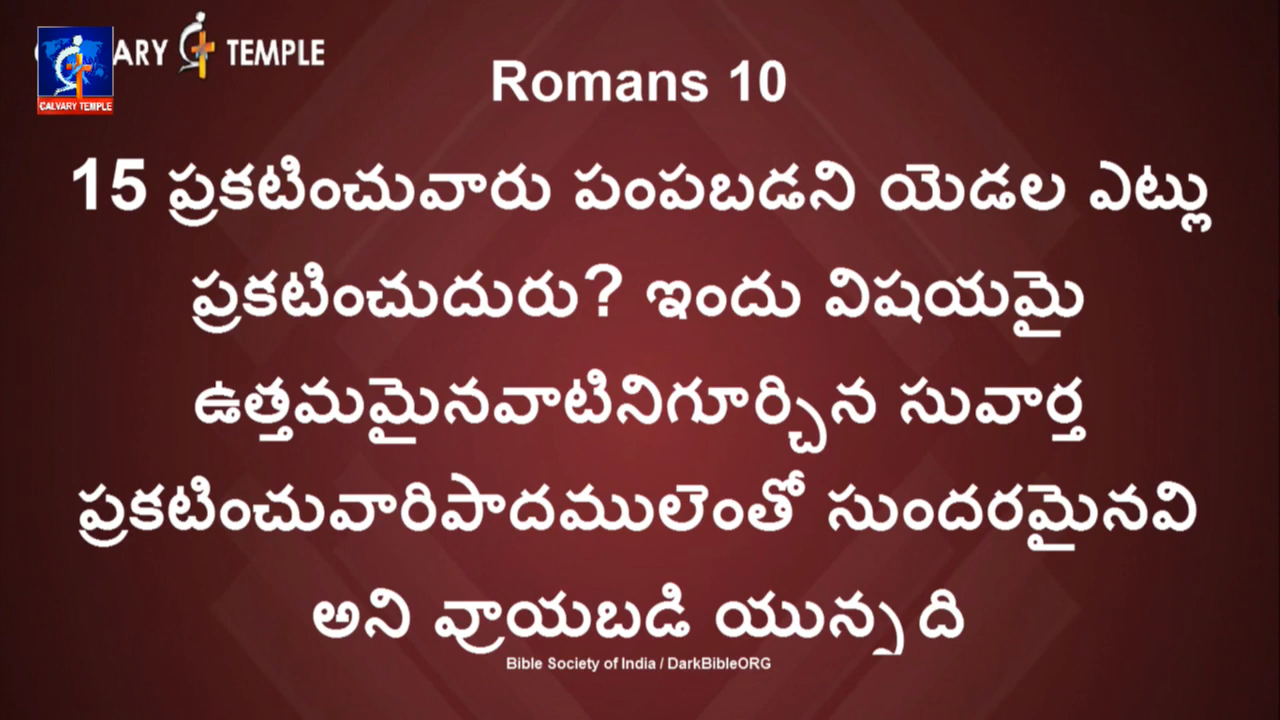 ARY TEMPLE
CALVARY TEMPLE
Romans 10
15 ప్రకటించువారు పంపబడని యెడల ఎట్లు
ప్రకటించుదురు? ఇందు విషయమై
ఉత్తమమైనవాటినిగూర్చిన సువార్త
ప్రకటించువారిపాదములెంతో సుందరమైనవి
అని వ్రాయబడి యున్నది
Bible Society of India / DarkBibleORG